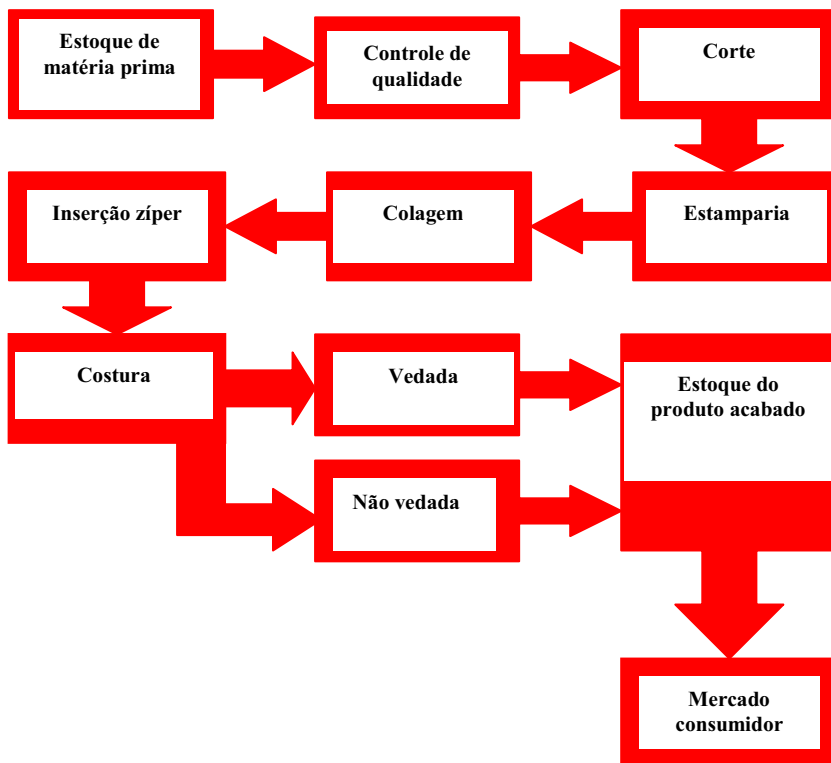 Estoque de
matéria prima
Controle de
qualidade
Corte
Inserção zíper
Colagem
Estamparia
Costura
Vedada
Estoque do
produto acabado
Não vedada
Mercado
consumidor